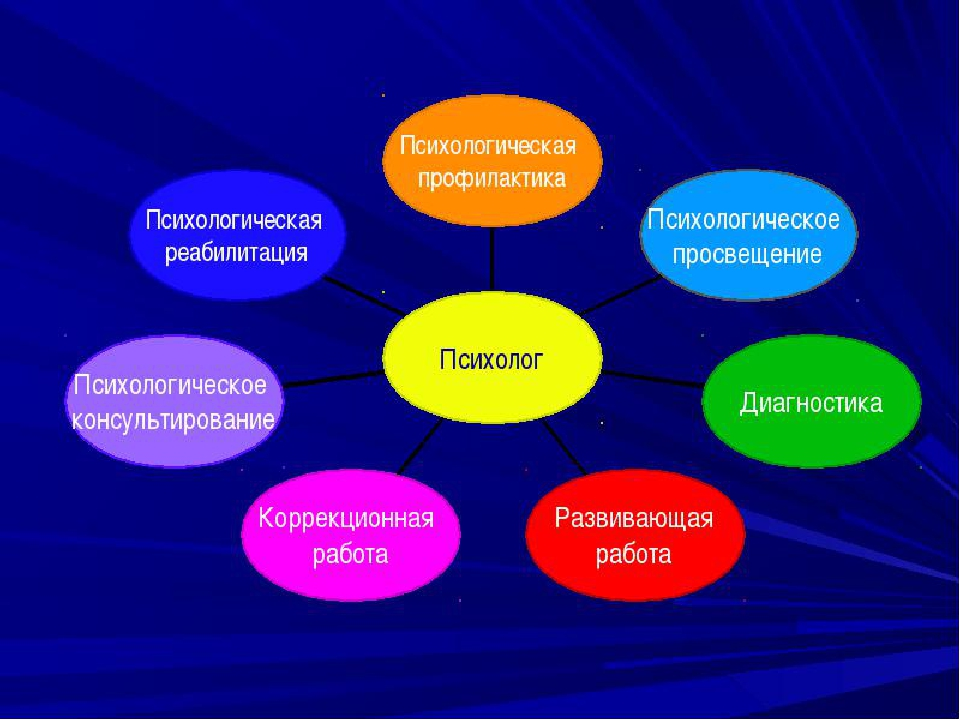 Психологическая
профилактика
Психологическая
реабилитация
Психологическое
просвещение
Психолог
Психологическое
консультирование
Диагностика
Коррекционная
работа
Развивающая
работа